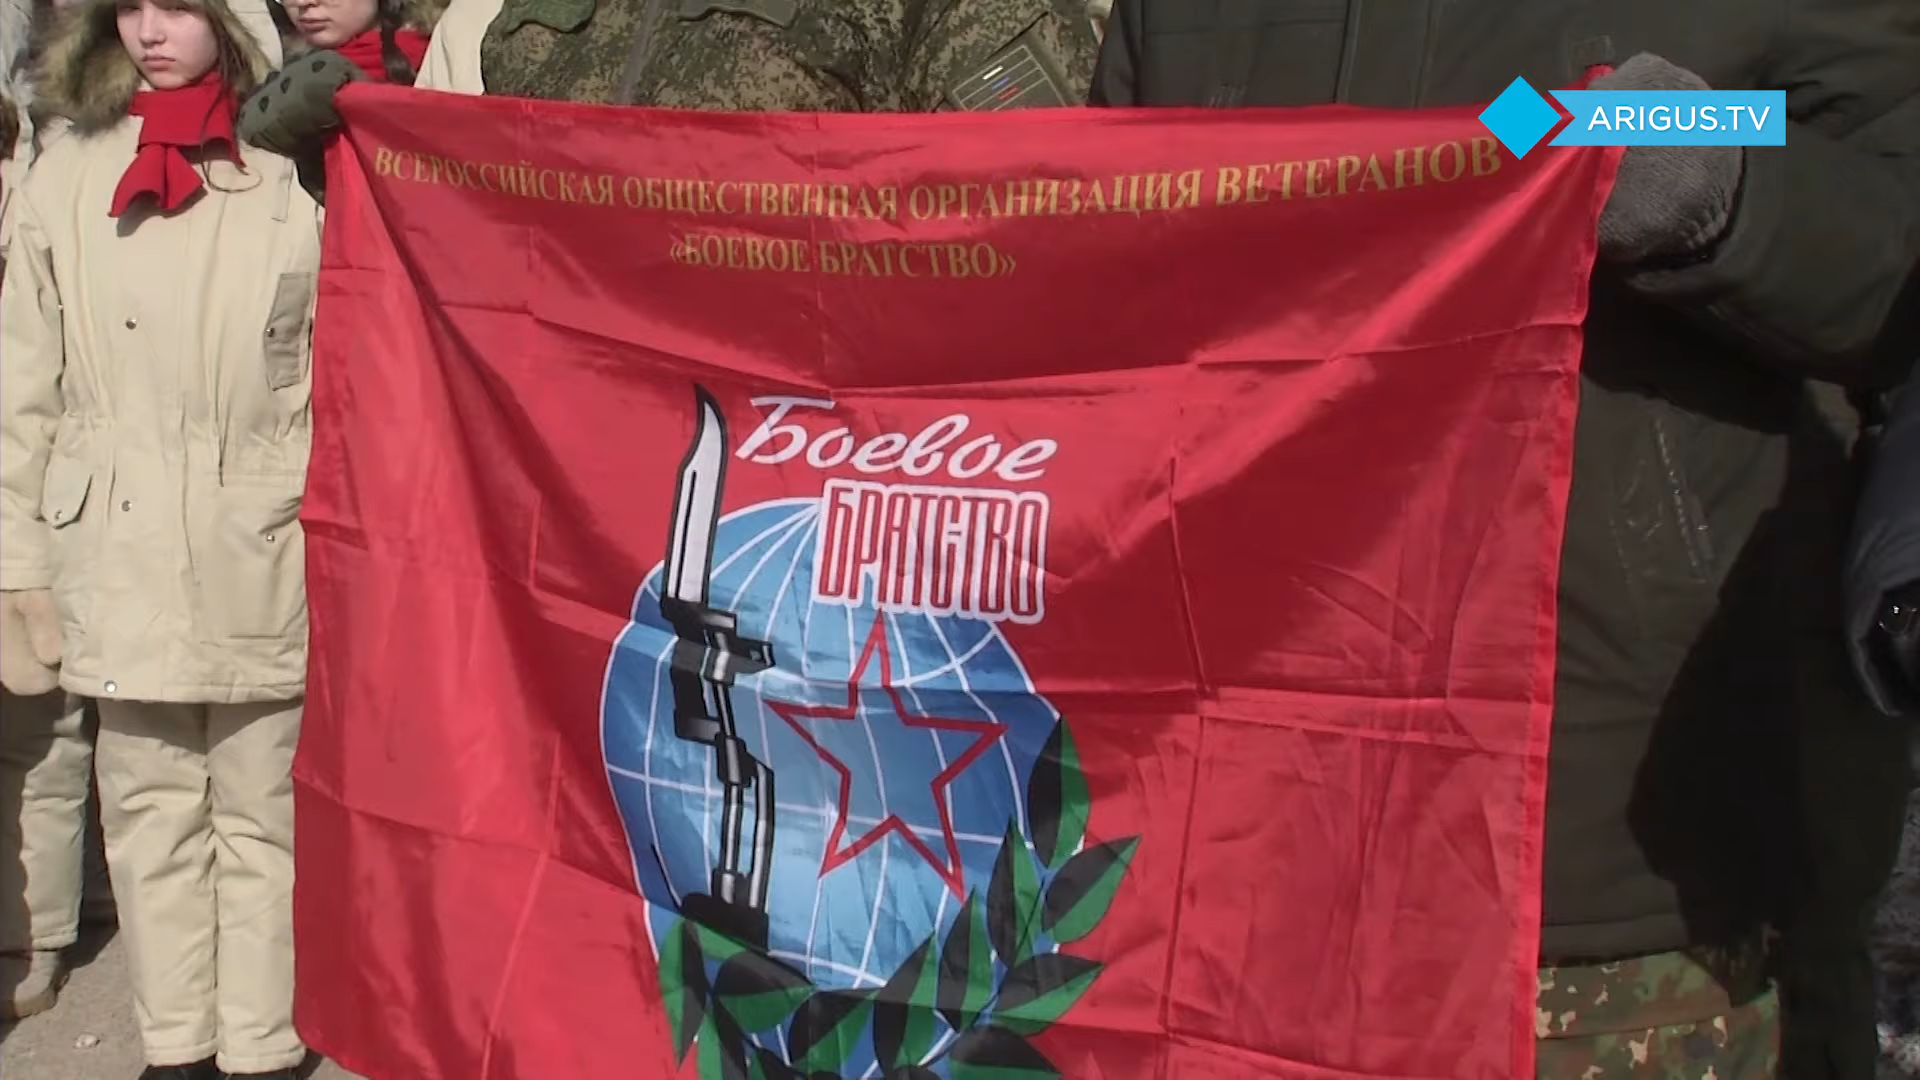 ARIGUS.TV
ВСЕРОССИЙСКАЯ ОБЩЕСТВЕННАЯ ОРГАНИЗАЦИЯ ВЕТЕРАНОВ
«БОЕВОЕ БРАТСТВО»
Боевое
БРАТСТВО